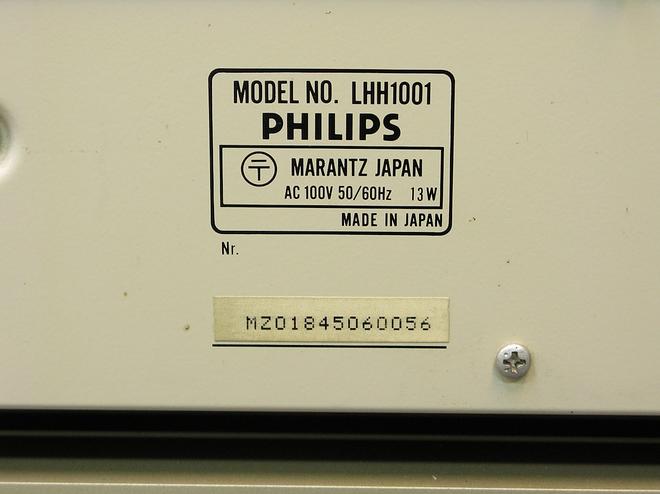 MODEL NO. LHH1001
PHILIPS
〒 MARANTZ JAPAN
AC 100V 50/60Hz 13W
MADE IN JAPAN
Nr.
MZ01845060056